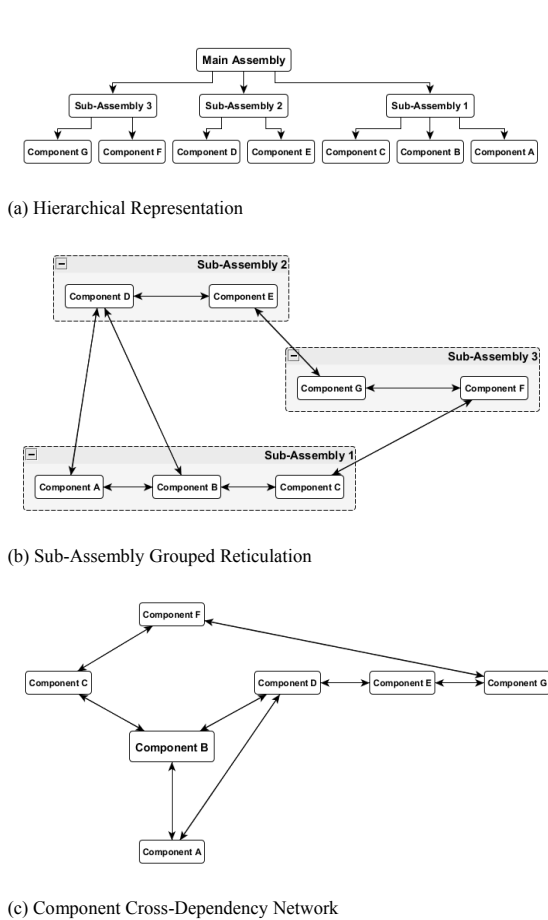 Main Assembly
Sub-Assembly 3 Sub-Assembly 2 Sub-Assembly 1
Component G Component F Component D Component E Component C Component B Component A
(a) Hierarchical Representation
Sub-Assembly 2
Component D Component E
Sub-Assembly 3
Component G Component F
Sub-Assembly 1
Component A Component B Component C
(b) Sub-Assembly Grouped Reticulation
Component F
Component C Component D Component E Component G
Component B
Component A
(c) Component Cross-Dependency Network